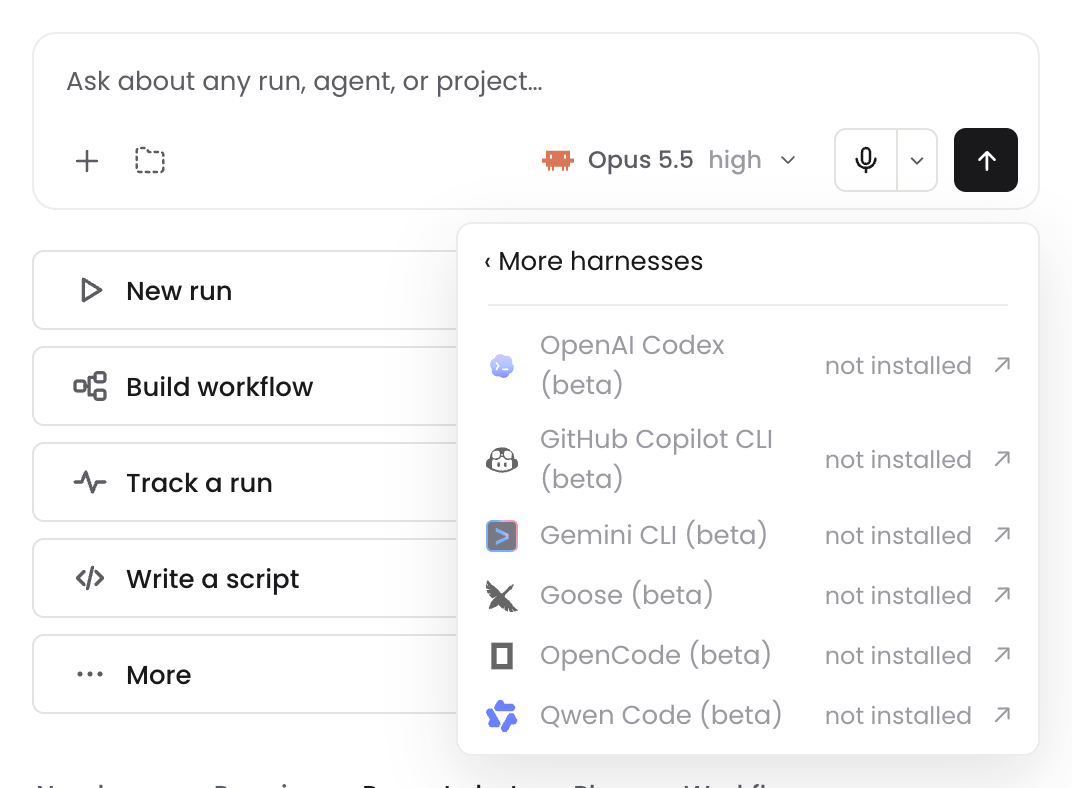 Ask about any run, agent, or project...
Opus 5.5 high
‹ More harnesses
New run
Build workflow
Track a run
Write a script
More
OpenAI Codex
(beta)
not installed
GitHub Copilot CLI
(beta)
not installed
Gemini CLI (beta) not installed
Goose (beta) not installed
OpenCode (beta) not installed
Qwen Code (beta) not installed